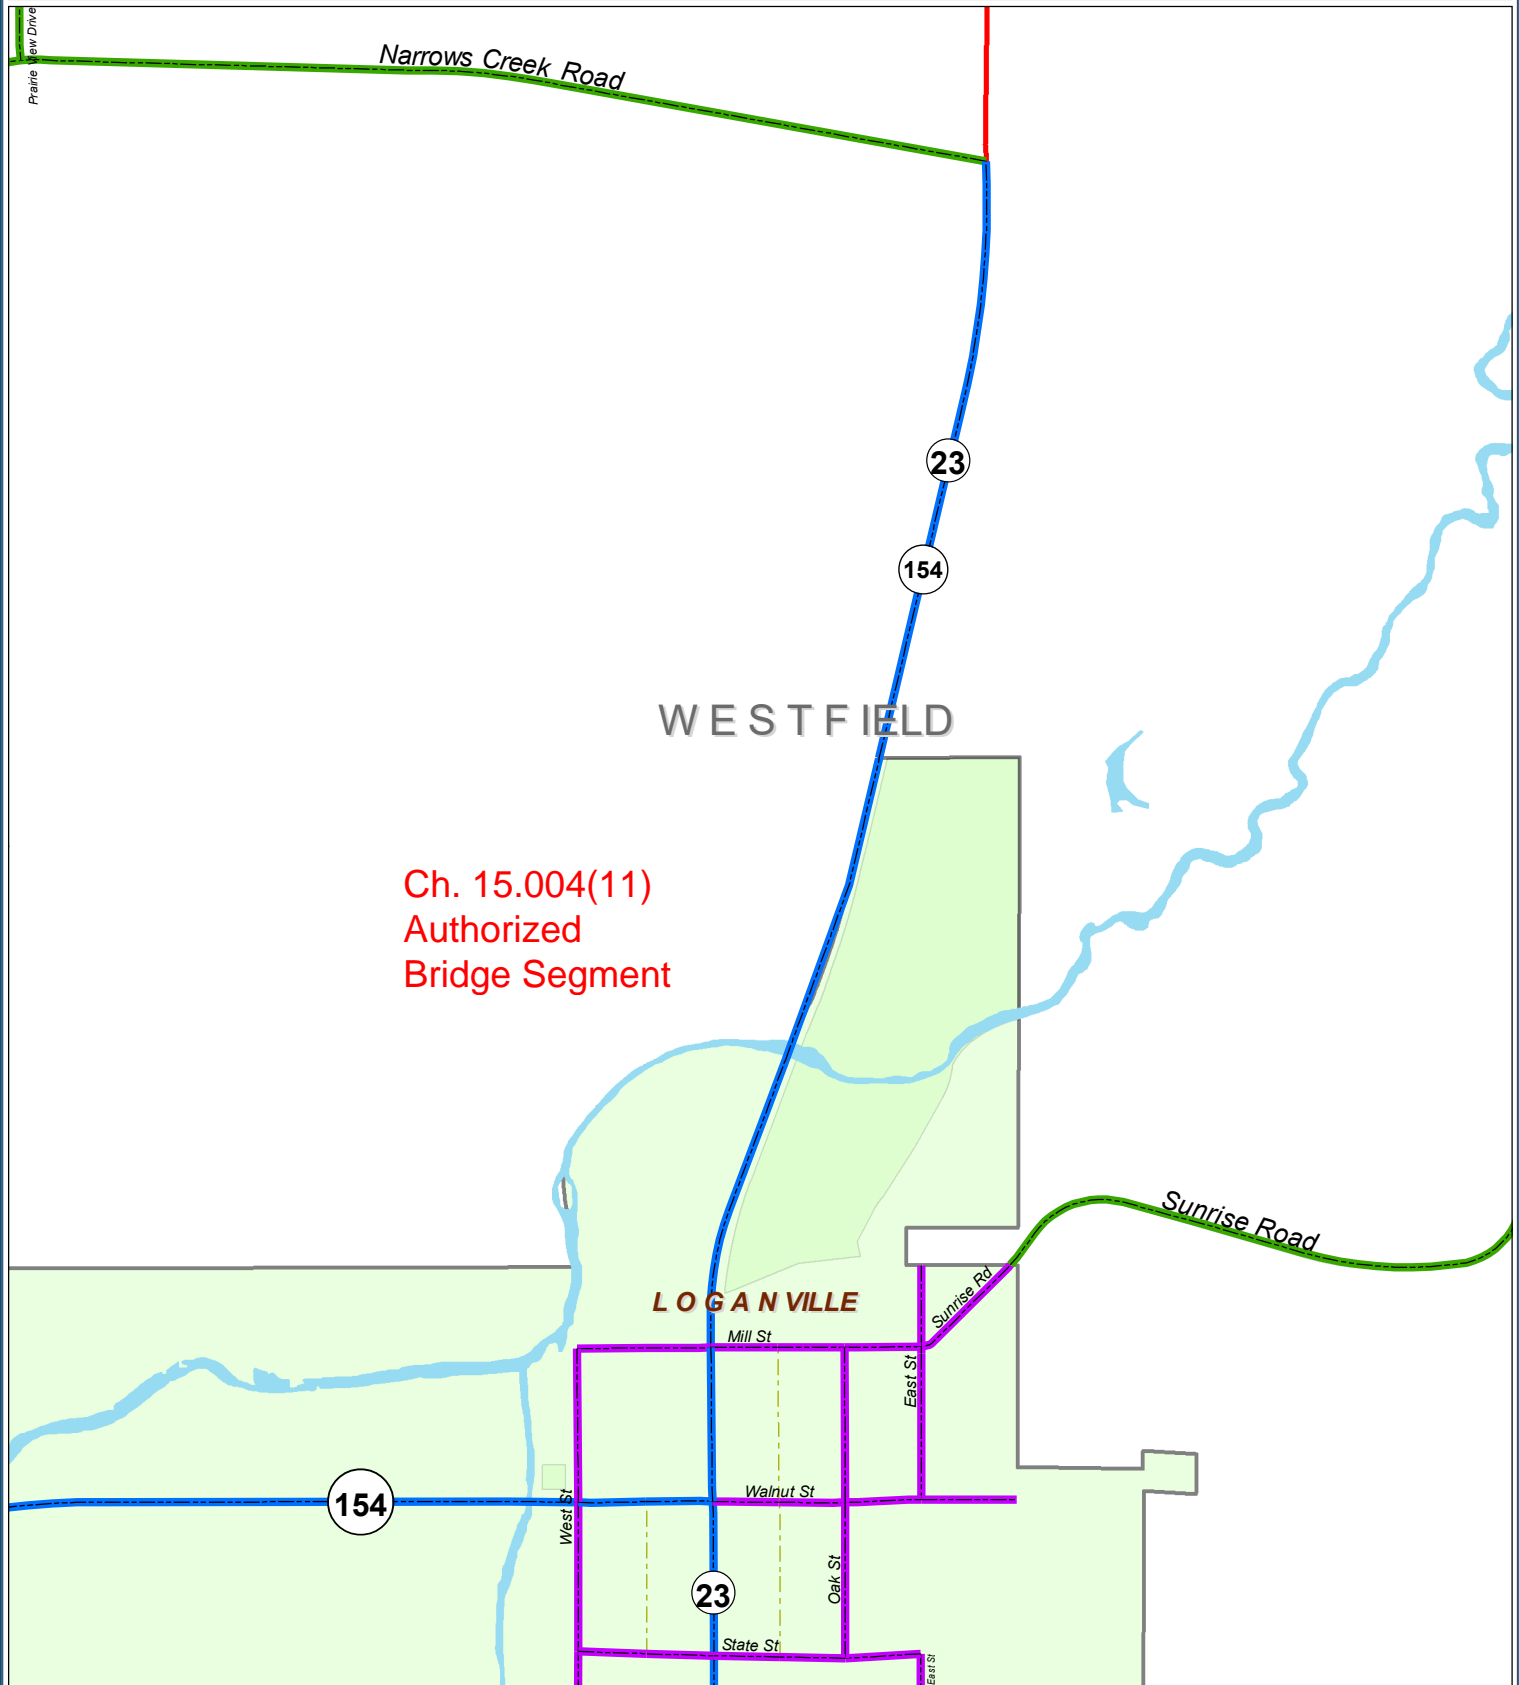 Prairie View Drive
Narrows Creek Road
23
154
WESTFIELD
Ch. 15.004(11)
Authorized
Bridge Segment
Sunrise Road
Sunrise Rd
LOGANVILLE
Mill St
East St
Walnut St
154
West St
Oak St
23
State St
East St